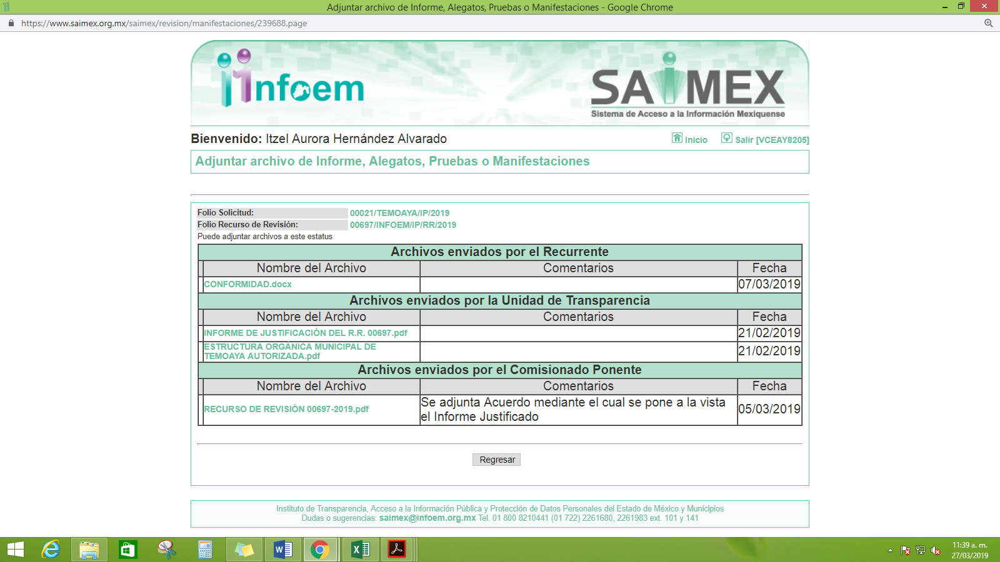 Adjuntar archivo de Informe, Alegatos, Pruebas o Manifestaciones - Google Chrome
https://www.saimex.org.mx/saimex/revision/manifestaciones/239688.page
infoem
SAIMEX
Sistema de Acceso a la Información Mexiquense
Bienvenido: Itzel Aurora Hernández Alvarado
Inicio
Salir [VCEAY8205]
Adjuntar archivo de Informe, Alegatos, Pruebas o Manifestaciones
Folio Solicitud: 00021/TEMOAYA/IP/2019
Folio Recurso de Revisión: 00697/INFOEM/IP/RR/2019
Puede adjuntar archivos a este estatus
Archivos enviados por el Recurrente
Nombre del Archivo Comentarios Fecha
CONFORMIDAD.docx 07/03/2019
Archivos enviados por la Unidad de Transparencia
Nombre del Archivo Comentarios Fecha
INFORME DE JUSTIFICACIÓN DEL R.R. 00697.pdf 21/02/2019
ESTRUCTURA ORGÁNICA MUNICIPAL DE
TEMOAYA AUTORIZADA.pdf 21/02/2019
Archivos enviados por el Comisionado Ponente
Nombre del Archivo Comentarios Fecha
RECURSO DE REVISIÓN 00697-2019.pdf Se adjunta Acuerdo mediante el cual se pone a la vista
el Informe Justificado 05/03/2019
Regresar
Instituto de Transparencia, Acceso a la Información Pública y Protección de Datos Personales del Estado de México y Municipios
Dudas o sugerencias: saimex@infoem.org.mx Tel. 01 800 8210441 (01 722) 2261680, 2261983 ext. 101 y 141
11:39 a. m.
27/03/2019